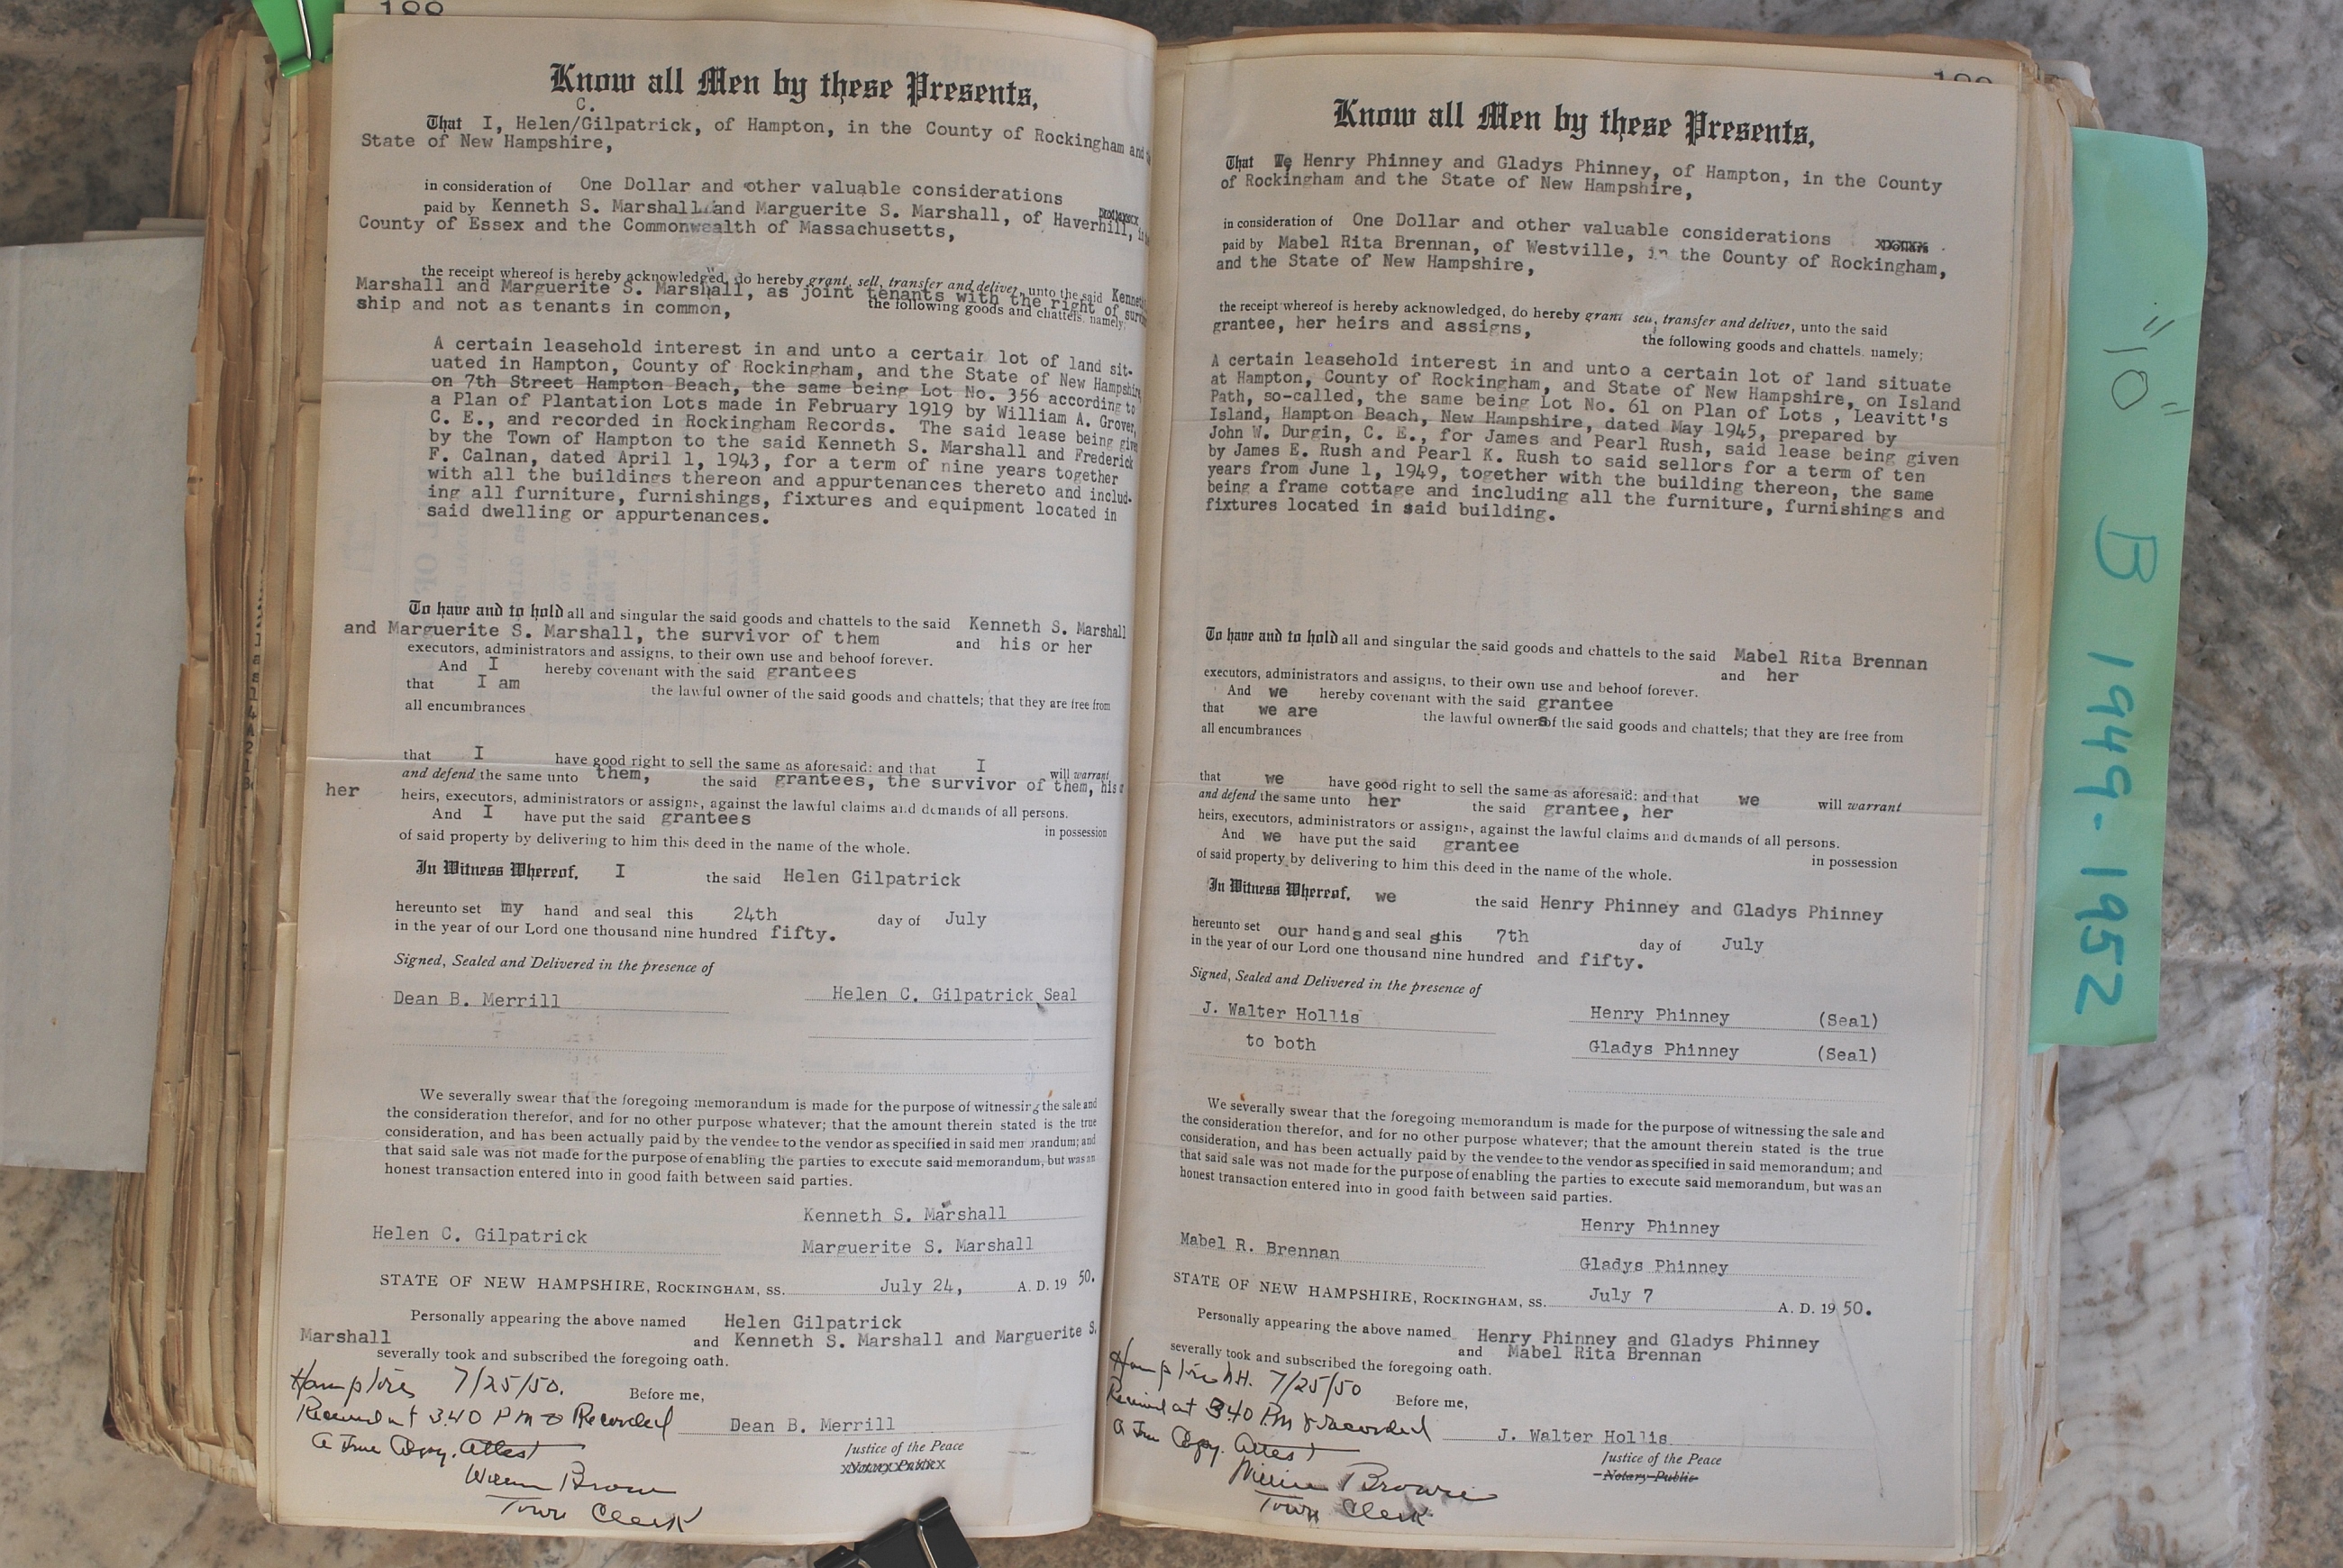 188
Know all Men by these Presents,
C.
That I, Helen/Gilpatrick, of Hampton, in the County of Rockingham and
State of New Hampshire,
in consideration of One Dollar and other valuable considerations
paid by Kenneth S. Marshall and Marguerite S. Marshall, of Haverhill,
County of Essex and the Commonwealth of Massachusetts,
the receipt whereof is hereby acknowledged, do hereby grant, sell, transfer and deliver, unto the said
Marshall and Marguerite S. Marshall, as joint tenants with the right of
ship and not as tenants in common, the following goods and chattels, namely;
A certain leasehold interest in and unto a certain lot of land sit-
uated in Hampton, County of Rockingham, and the State of New Hampshire
on 7th Street Hampton Beach, the same being Lot No. 356 according to
a Plan of Plantation Lots made in February 1919 by William A. Grover,
C. E., and recorded in Rockingham Records. The said lease being given
by the Town of Hampton to the said Kenneth S. Marshall and Frederick
F. Calnan, dated April 1, 1943, for a term of nine years together
with all the buildings thereon and appurtenances thereto and includ-
ing all furniture, furnishings, fixtures and equipment located in
said dwelling or appurtenances.
To have and to hold all and singular the said goods and chattels to the said Kenneth S. Marshall
and Marguerite S. Marshall, the survivor of them and his or her
executors, administrators and assigns, to their own use and behoof forever.
And I hereby covenant with the said grantees
that I am the lawful owner of the said goods and chattels; that they are free from
all encumbrances
that I have good right to sell the same as aforesaid: and that I will warrant
and defend the same unto them, the said grantees, the survivor of them, his
her heirs, executors, administrators or assigns, against the lawful claims and demands of all persons.
And I have put the said grantees in possession
of said property by delivering to him this deed in the name of the whole.
In Witness Whereof, I the said Helen Gilpatrick
hereunto set my hand and seal this 24th day of July
in the year of our Lord one thousand nine hundred fifty.
Signed, Sealed and Delivered in the presence of
Dean B. Merrill Helen C. Gilpatrick Seal
We severally swear that the foregoing memorandum is made for the purpose of witnessing the sale and
the consideration therefor, and for no other purpose whatever; that the amount therein stated is the true
consideration, and has been actually paid by the vendee to the vendor as specified in said memorandum; and
that said sale was not made for the purpose of enabling the parties to execute said memorandum, but was an
honest transaction entered into in good faith between said parties.
Kenneth S. Marshall
Helen C. Gilpatrick
Marguerite S. Marshall
STATE OF NEW HAMPSHIRE, ROCKINGHAM, SS. July 24, A. D. 19 50.
Personally appearing the above named Helen Gilpatrick
Marshall and Kenneth S. Marshall and Marguerite S.
severally took and subscribed the foregoing oath.
7/25/50. Before me,
Received at 3.40 PM & Recorded Dean B. Merrill
A True Copy. Attest Justice of the Peace
Brown
Town Clerk
Know all Men by these Presents,
That We Henry Phinney and Gladys Phinney, of Hampton, in the County
of Rockingham and the State of New Hampshire,
in consideration of One Dollar and other valuable considerations
paid by Mabel Rita Brennan, of Westville, in the County of Rockingham,
and the State of New Hampshire,
the receipt whereof is hereby acknowledged, do hereby grant sell, transfer and deliver, unto the said
grantee, her heirs and assigns, the following goods and chattels, namely;
A certain leasehold interest in and unto a certain lot of land situate
at Hampton, County of Rockingham, and State of New Hampshire, on Island
Path, so-called, the same being Lot No. 61 on Plan of Lots , 'Leavitt's
Island, Hampton Beach, New Hampshire, dated May 1945, prepared by
John W. Durgin, C. E., for James and Pearl Rush, said lease being given
by James E. Rush and Pearl K. Rush to said sellors for a term of ten
years from June 1, 1949, together with the building thereon, the same
being a frame cottage and including all the furniture, furnishings and
fixtures located in said building.
To have and to hold all and singular the said goods and chattels to the said Mabel Rita Brennan
and her
executors, administrators and assigns, to their own use and behoof forever.
And we hereby covenant with the said grantee
that we are the lawful owners of the said goods and chattels; that they are free from
all encumbrances
that we have good right to sell the same as aforesaid: and that we will warrant
and defend the same unto her the said grantee, her
heirs, executors, administrators or assigns, against the lawful claims and demands of all persons.
And we have put the said grantee in possession
of said property by delivering to him this deed in the name of the whole.
In Witness Whereof, we the said Henry Phinney and Gladys Phinney
hereunto set our hands and seal s this 7th day of July
in the year of our Lord one thousand nine hundred and fifty.
Signed, Sealed and Delivered in the presence of
J. Walter Hollis Henry Phinney (Seal)
to both Gladys Phinney (Seal)
We severally swear that the foregoing memorandum is made for the purpose of witnessing the sale and
the consideration therefor, and for no other purpose whatever; that the amount therein stated is the true
consideration, and has been actually paid by the vendee to the vendor as specified in said memorandum; and
that said sale was not made for the purpose of enabling the parties to execute said memorandum, but was an
honest transaction entered into in good faith between said parties.
Henry Phinney
Mabel R. Brennan
Gladys Phinney
STATE OF NEW HAMPSHIRE, ROCKINGHAM, SS. July 7 A. D. 19 50.
Personally appearing the above named Henry Phinney and Gladys Phinney
and Mabel Rita Brennan
severally took and subscribed the foregoing oath.
N.H. 7/25/50 Before me,
Received at 3.40 P.M & recorded J. Walter Hollis
A True Copy. Attest Justice of the Peace
Notary Public
Brown
Town Clerk
"10" B 1949-1952